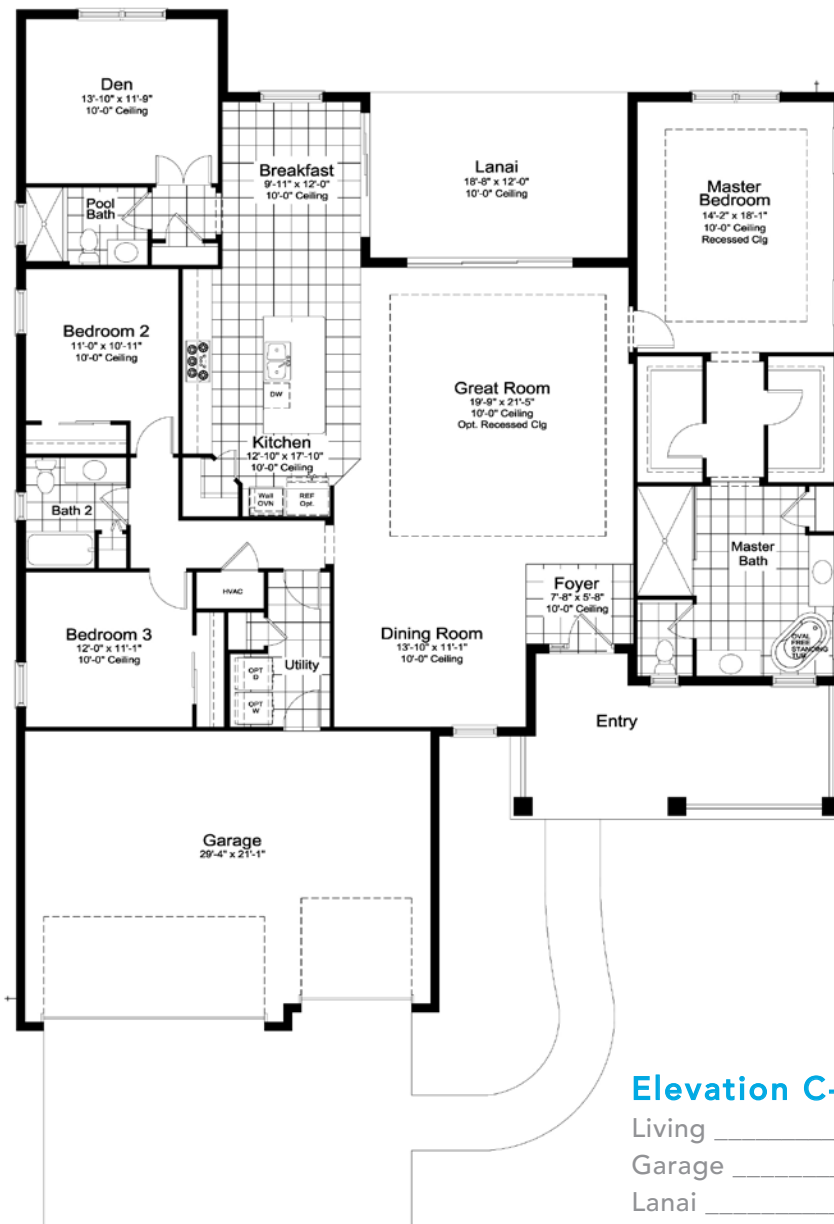 Den
13'-10" x 11'-9"
10'-0" Ceiling
Breakfast
9'-11" x 12'-0"
10'-0" Ceiling
Lanai
18'-8" x 12'-0"
10'-0" Ceiling
Master
Bedroom
14'-2" x 18'-1"
10'-0" Ceiling
Recessed Clg
Pool
Bath
Bedroom 2
11'-0" x 10'-11"
10'-0" Ceiling
DW
Great Room
19'-9" x 21'-5"
10'-0" Ceiling
Opt. Recessed Clg
Kitchen
12'-10" x 17'-10"
10'-0" Ceiling
Wall
OVN
REF
Opt.
Bath 2
Master
Bath
HVAC
Foyer
7'-8" x 5'-8"
10'-0" Ceiling
Bedroom 3
12'-0" x 11'-1"
10'-0" Ceiling
Dining Room
13'-10" x 11'-1"
10'-0" Ceiling
OVAL
FREE
STANDING
TUB
Utility
OPT
D
OPT
W
Entry
Garage
29'-4" x 21'-1"
Elevation C-
Living __________
Garage _________
Lanai __________